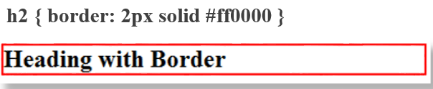 h2 { border: 2px solid #ff0000 }
Heading with Border